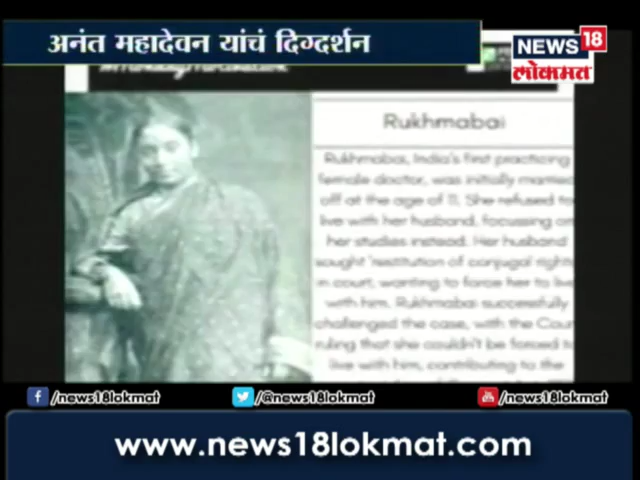 अनंत महादेवन यांचं दिग्दर्शन
NEWS 18
लोकमत
Rukhmabai
Rukhmabai, India's first practicing
female doctor, was initially married
off at the age of 11. She refused to
live with her husband, focussing on
her studies instead. Her husband
sought 'restitution of conjugal rights
in court, wanting to force her to live
with him. Rukhmabai successfully
challenged the case, with the Cour
ruling that she couldn't be forced to
live with him, contributing to the
/news18lokmat
/@news18lokmat
/news18lokmat
www.news18lokmat.com